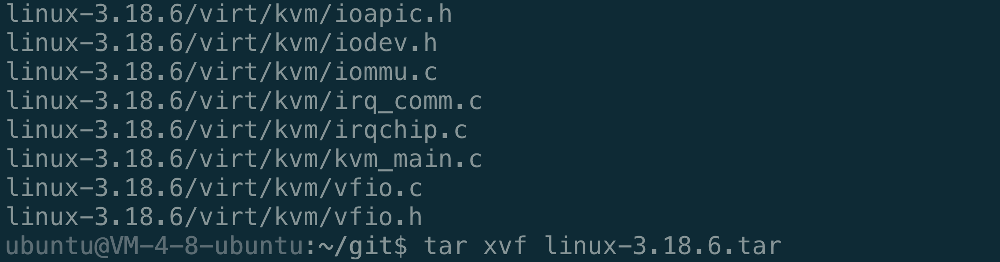 linux-3.18.6/virt/kvm/ioapic.h
linux-3.18.6/virt/kvm/iodev.h
linux-3.18.6/virt/kvm/iommu.c
linux-3.18.6/virt/kvm/irq_comm.c
linux-3.18.6/virt/kvm/irqchip.c
linux-3.18.6/virt/kvm/kvm_main.c
linux-3.18.6/virt/kvm/vfio.c
linux-3.18.6/virt/kvm/vfio.h
ubuntu@VM-4-8-ubuntu:~/git$ tar xvf linux-3.18.6.tar